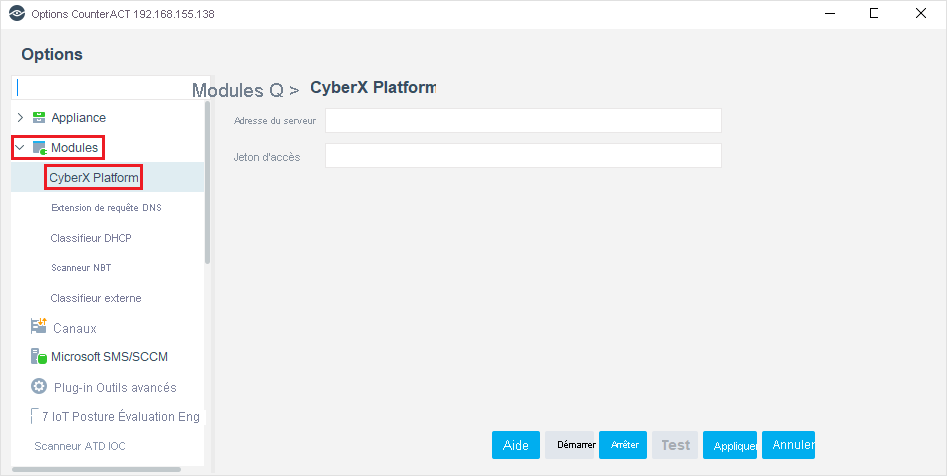 Options CounterACT 192.168.155.138
Options
Modules Q > CyberX Platform
Appliance
Adresse du serveur
Modules
Jeton d'accès
CyberX Platform
Extension de requête DNS
Classifieur DHCP
Scanneur NBT
Classifieur externe
Canaux
Microsoft SMS/SCCM
Plug-in Outils avancés
7 IoT Posture Évaluation Eng
Scanneur ATD IOC
Aide Démarrer Arrêter Test Appliquer Annuler